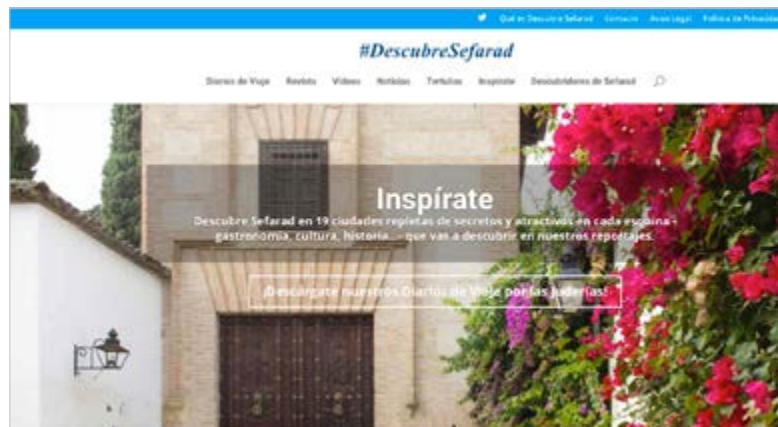 Qué es Descubre Sefarad Contacto Aviso Legal Política de Privacidad
#DescubreSefarad
Diarios de Viaje Revista Vídeos Noticias Tertulias Inspírate Descubridores de Sefarad
Inspírate
Descubre Sefarad en 19 ciudades repletas de secretos y atractivos en cada esquina -
gastronomía, cultura, historia... - que vas a descubrir en nuestros reportajes.
¡Descárgate nuestros Diarios de Viaje por las Juderías!